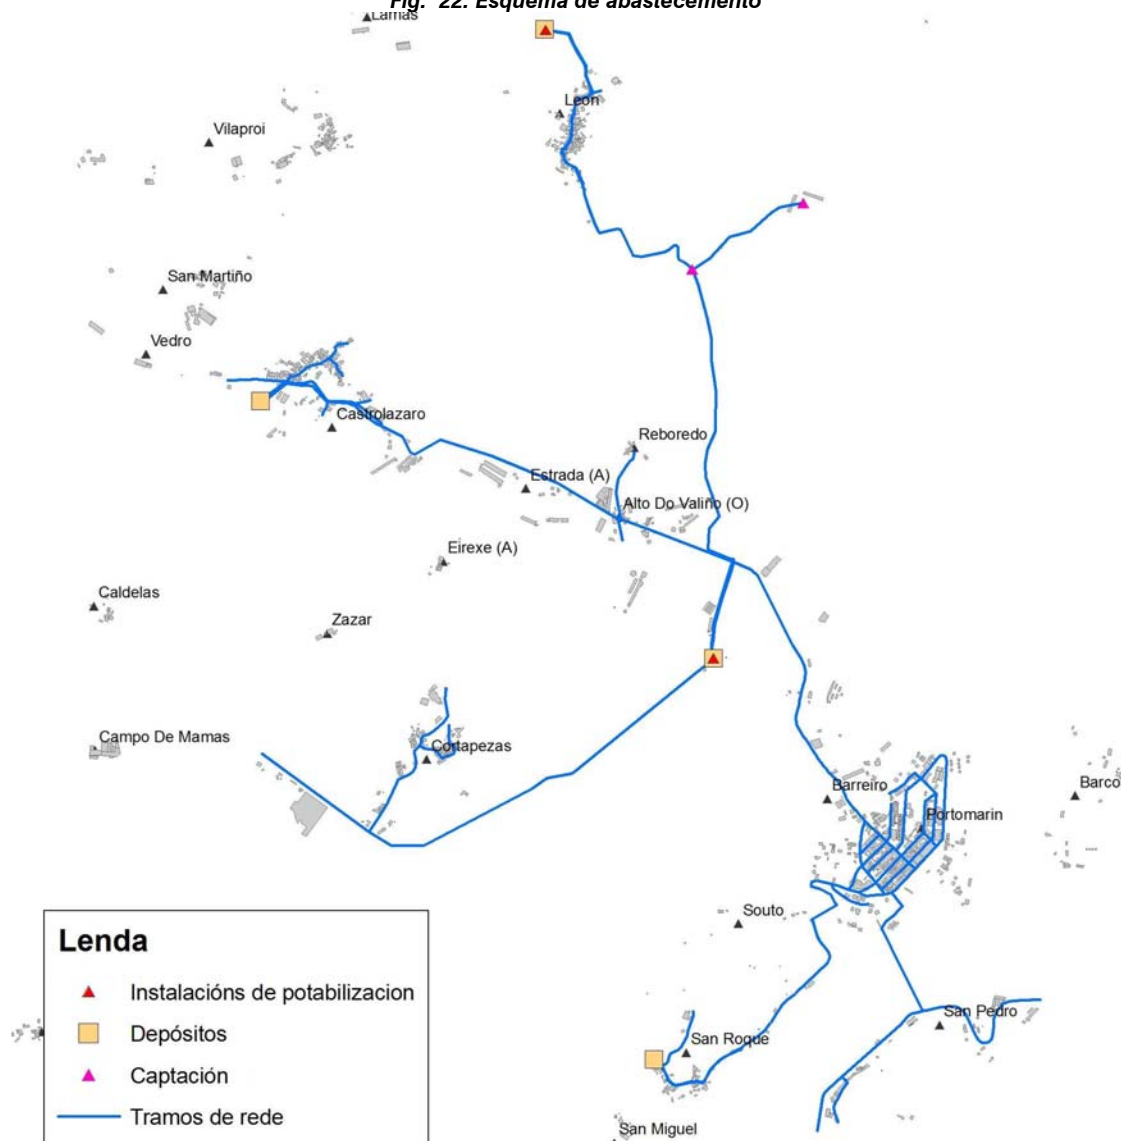 Fig. 22. Esquema de abastecemento
Lamas
Leon
Vilaproi
San Martiño
Vedro
Castrolazaro
Reboredo
Estrada (A)
Alto Do Valiño (O)
Eirexe (A)
Caldelas
Zazar
Campo De Mamas
Cortapezas
Barreiro
Barco
Portomarin
Souto
San Pedro
San Roque
San Miguel
Lenda
Instalacións de potabilizacion
Depósitos
Captación
Tramos de rede